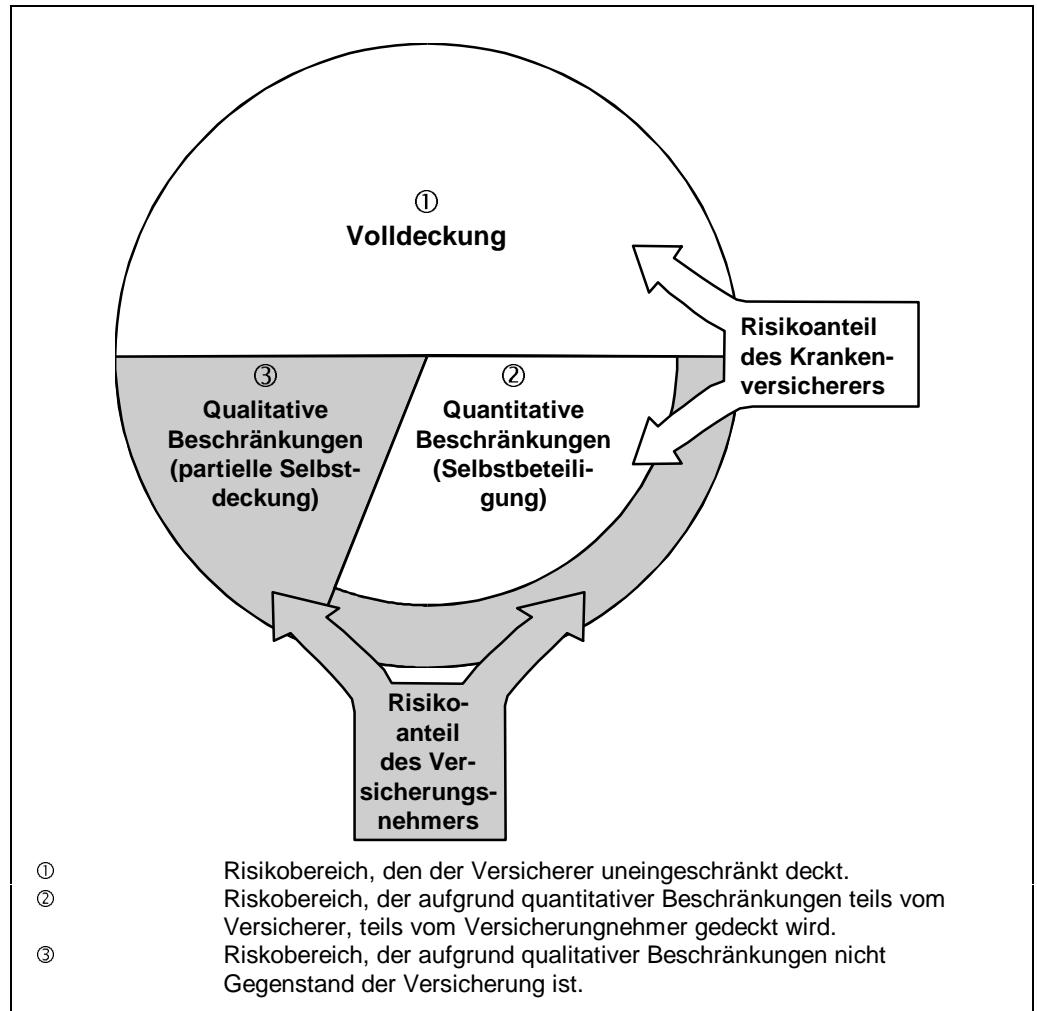 ①
Volldeckung
Risikoanteil
des Kranken-
versicherers
③
Qualitative
Beschränkungen
(partielle Selbst-
deckung)
②
Quantitative
Beschränkungen
(Selbstbeteili-
gung)
Risiko-
anteil
des Ver-
sicherungs-
nehmers
① Risikobereich, den der Versicherer uneingeschränkt deckt.
② Riskobereich, der aufgrund quantitativer Beschränkungen teils vom
Versicherer, teils vom Versicherungnehmer gedeckt wird.
③ Riskobereich, der aufgrund qualitativer Beschränkungen nicht
Gegenstand der Versicherung ist.